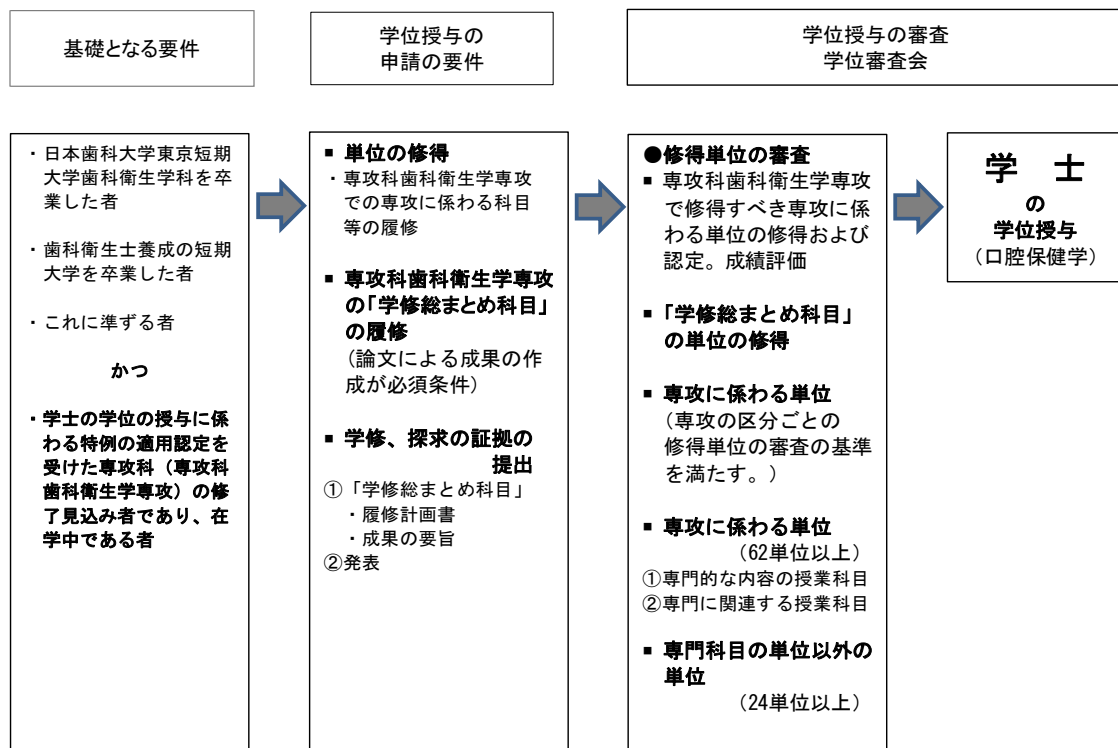 基礎となる要件
学位授与の
申請の要件
学位授与の審査
学位審査会
・日本歯科大学東京短期
大学歯科衛生学科を卒
業した者
・歯科衛生士養成の短期
大学を卒業した者
・これに準ずる者
かつ
・学士の学位の授与に係
わる特例の適用認定を
受けた専攻科（専攻科
歯科衛生学専攻）の修
了見込み者であり、在
学中である者
■ 単位の修得
・専攻科歯科衛生学専攻
での専攻に係わる科目
等の履修
■ 専攻科歯科衛生学専攻
の「学修総まとめ科目」
の履修
(論文による成果の作
成が必須条件)
■ 学修、探求の証拠の
提出
①「学修総まとめ科目」
・履修計画書
・成果の要旨
②発表
●修得単位の審査
■ 専攻科歯科衛生学専攻
で修得すべき専攻に係
わる単位の修得および
認定。成績評価
■ 「学修総まとめ科目」
の単位の修得
■ 専攻に係わる単位
(専攻の区分ごとの
修得単位の審査の基準
を満たす。)
■ 専攻に係わる単位
(62単位以上)
①専門的な内容の授業科目
②専門に関連する授業科目
■ 専門科目の単位以外の
単位
(24単位以上)
学 士
の
学位授与
（口腔保健学）